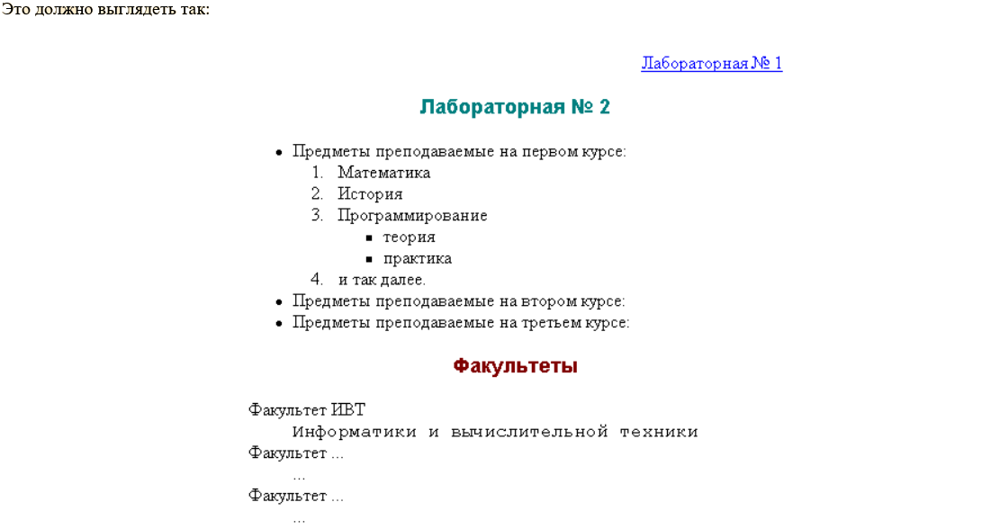 Это должно выглядеть так:
Лабораторная № 1
Лабораторная № 2
• Предметы преподаваемые на первом курсе:
1. Математика
2. История
3. Программирование
▪ теория
▪ практика
4. и так далее.
• Предметы преподаваемые на втором курсе:
• Предметы преподаваемые на третьем курсе:
Факультеты
Факультет ИВТ
Информатики и вычислительной техники
Факультет ...
...
Факультет ...
...